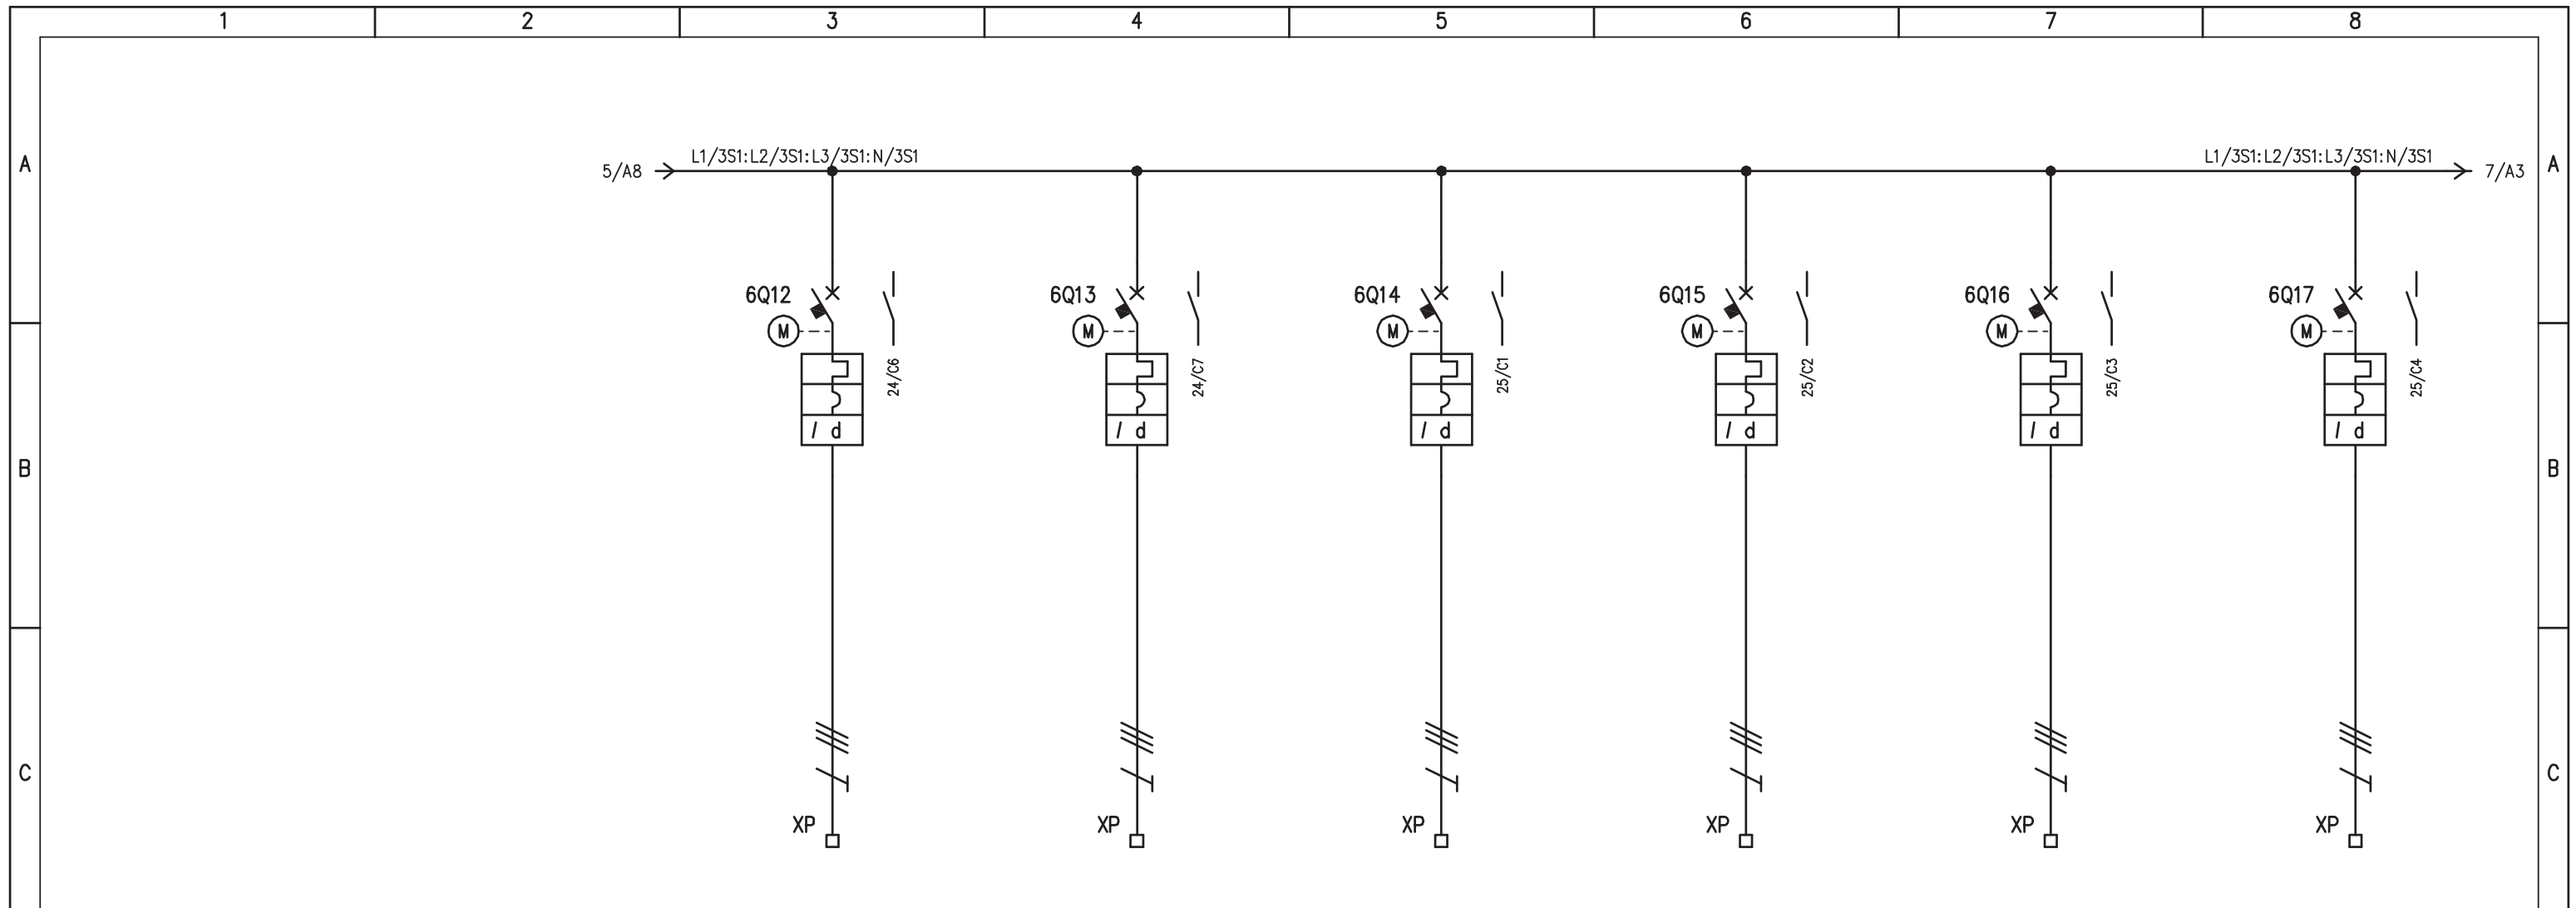 1 2 3 4 5 6 7 8
A A
L1/3S1:L2/3S1:L3/3S1:N/3S1 L1/3S1:L2/3S1:L3/3S1:N/3S1
5/A8 7/A3
6Q12 6Q13 6Q14 6Q15 6Q16 6Q17
M M M M M M
24/C6 24/C7 25/C1 25/C2 25/C3 25/C4
I d I d I d I d I d I d
B B
C C
XP XP XP XP XP XP